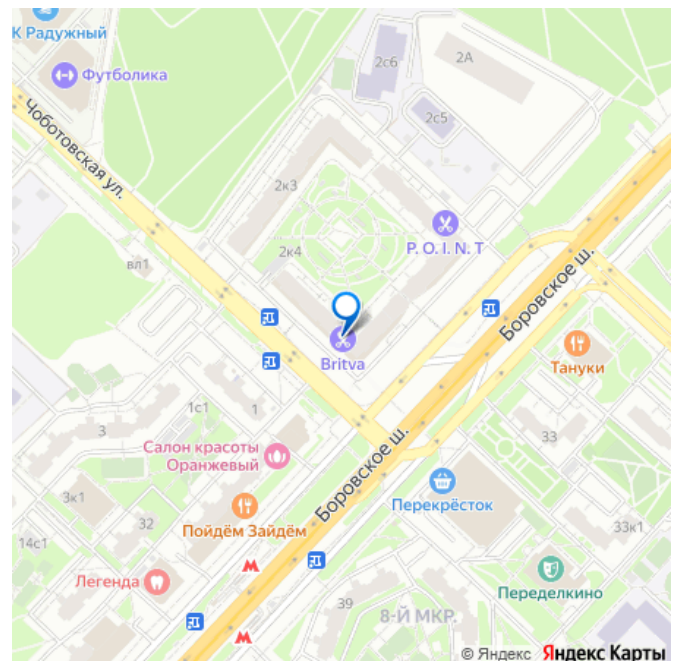 К Радужный
Футболика
2с6
2А
2с5
Чоботовская ул.
2к3
P. O. I. N. T
2к4
вл1
Britva
Боровское ш.
Тануки
1с1
1
3
Салон красоты
Оранжевый
33
Боровское ш.
Перекрёсток
3к1
32
Пойдём Зайдём
33к1
14с1
Легенда
М
Переделкино
39
8-Й МКР.
М
© Яндекс Яндекс Карты